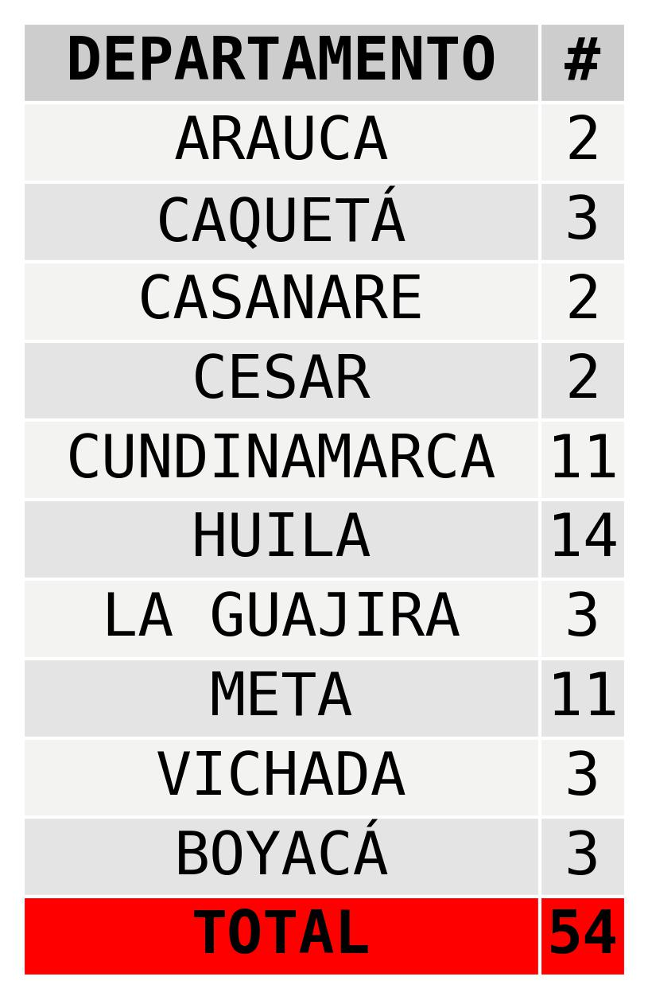 DEPARTAMENTO #
ARAUCA 2
CAQUETÁ 3
CASANARE 2
CESAR 2
CUNDINAMARCA 11
HUILA 14
LA GUAJIRA 3
META 11
VICHADA 3
BOYACÁ 3
TOTAL 54